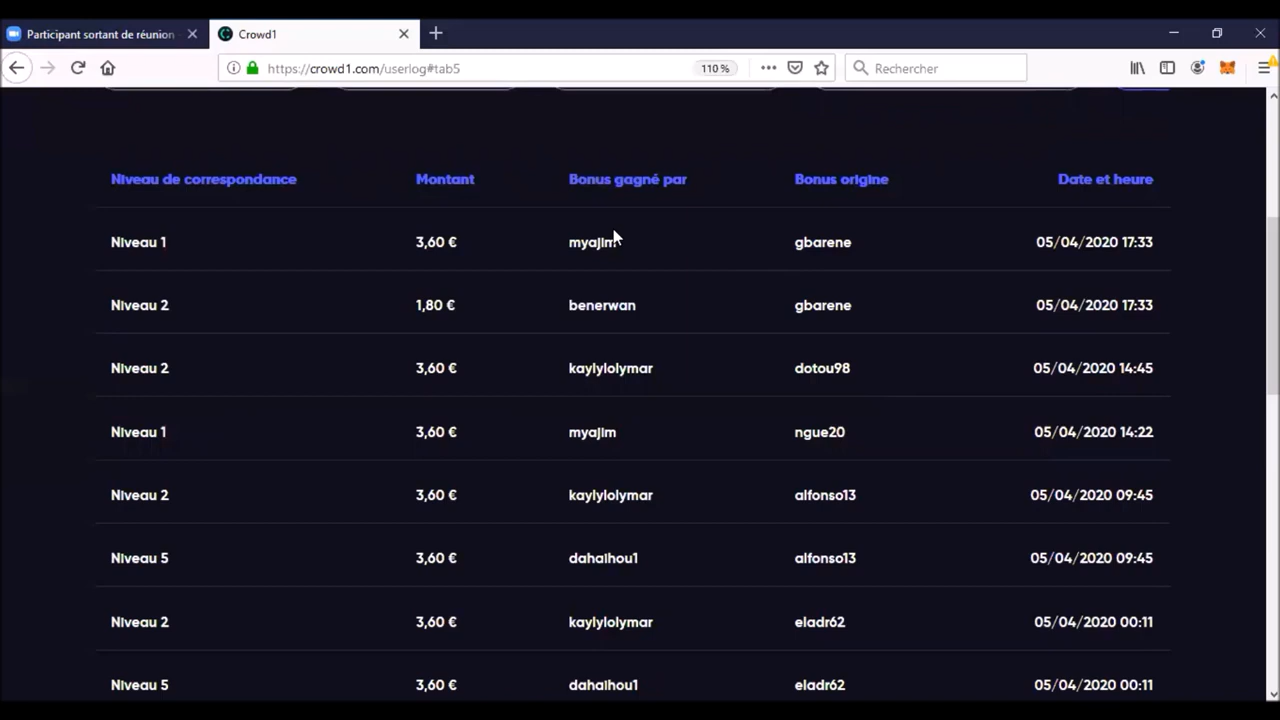 Participant sortant de réunion
Crowd1
https://crowd1.com/userlog#tab5
110 %
Rechercher
Niveau de correspondance Montant Bonus gagné par Bonus origine Date et heure
Niveau 1 3,60 € myajim gbarene 05/04/2020 17:33
Niveau 2 1,80 € benerwan gbarene 05/04/2020 17:33
Niveau 2 3,60 € kaylylolymar dotou98 05/04/2020 14:45
Niveau 1 3,60 € myajim ngue20 05/04/2020 14:22
Niveau 2 3,60 € kaylylolymar alfonso13 05/04/2020 09:45
Niveau 5 3,60 € dahaihou1 alfonso13 05/04/2020 09:45
Niveau 2 3,60 € kaylylolymar eladr62 05/04/2020 00:11
Niveau 5 3,60 € dahaihou1 eladr62 05/04/2020 00:11